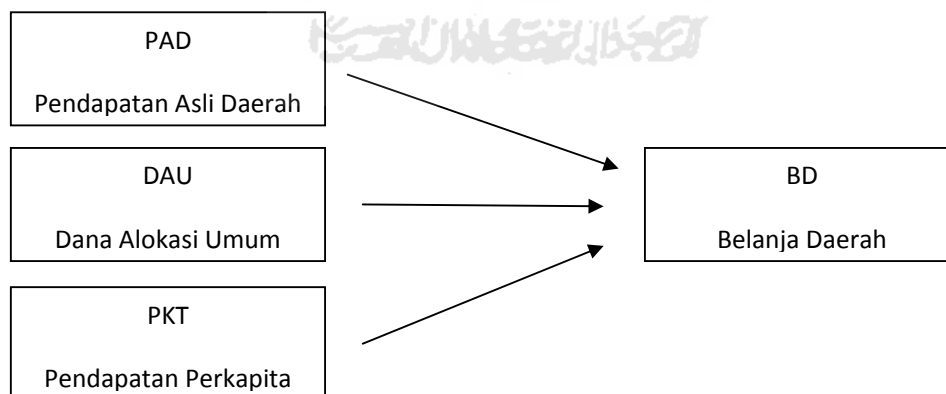 PAD
Pendapatan Asli Daerah
DAU
Dana Alokasi Umum
BD
Belanja Daerah
PKT
Pendapatan Perkapita